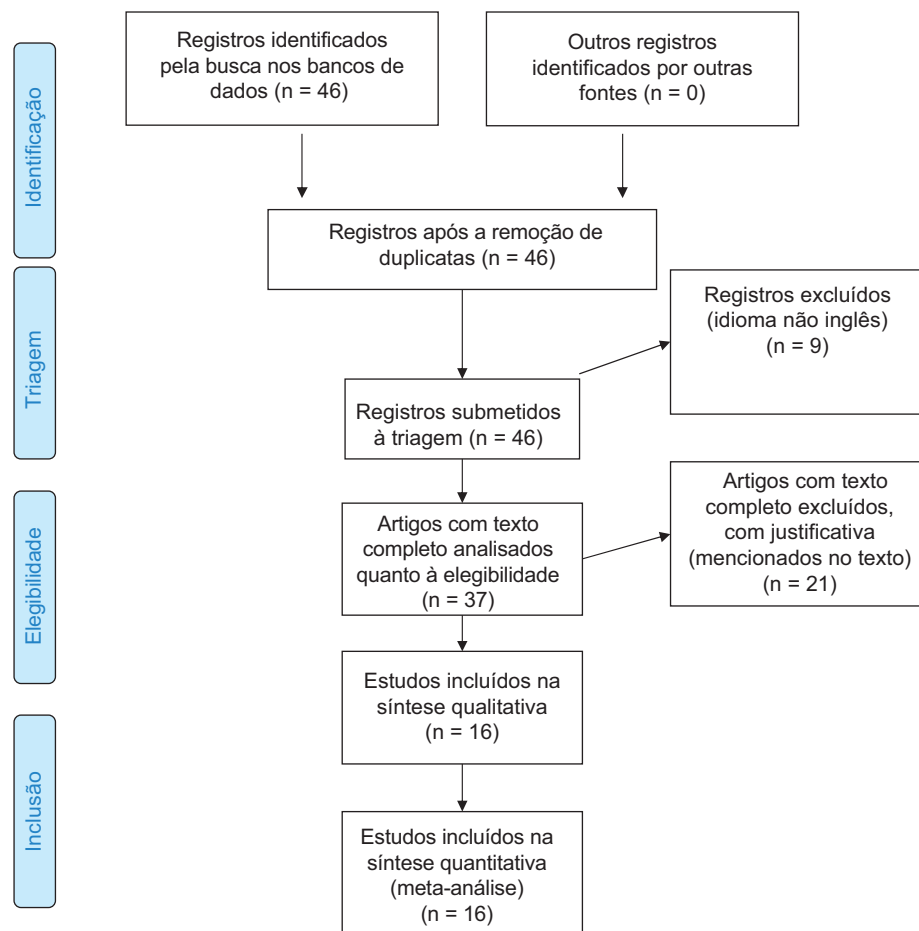 Identificação
Registros identificados
pela busca nos bancos de
dados (n = 46)
Outros registros
identificados por outras
fontes (n = 0)
Registros após a remoção de
duplicatas (n = 46)
Triagem
Registros excluídos
(idioma não inglês)
(n = 9)
Registros submetidos
à triagem (n = 46)
Elegibilidade
Artigos com texto
completo analisados
quanto à elegibilidade
(n = 37)
Artigos com texto
completo excluídos,
com justificativa
(mencionados no texto)
(n = 21)
Estudos incluídos na
síntese qualitativa
(n = 16)
Inclusão
Estudos incluídos na
síntese quantitativa
(meta-análise)
(n = 16)